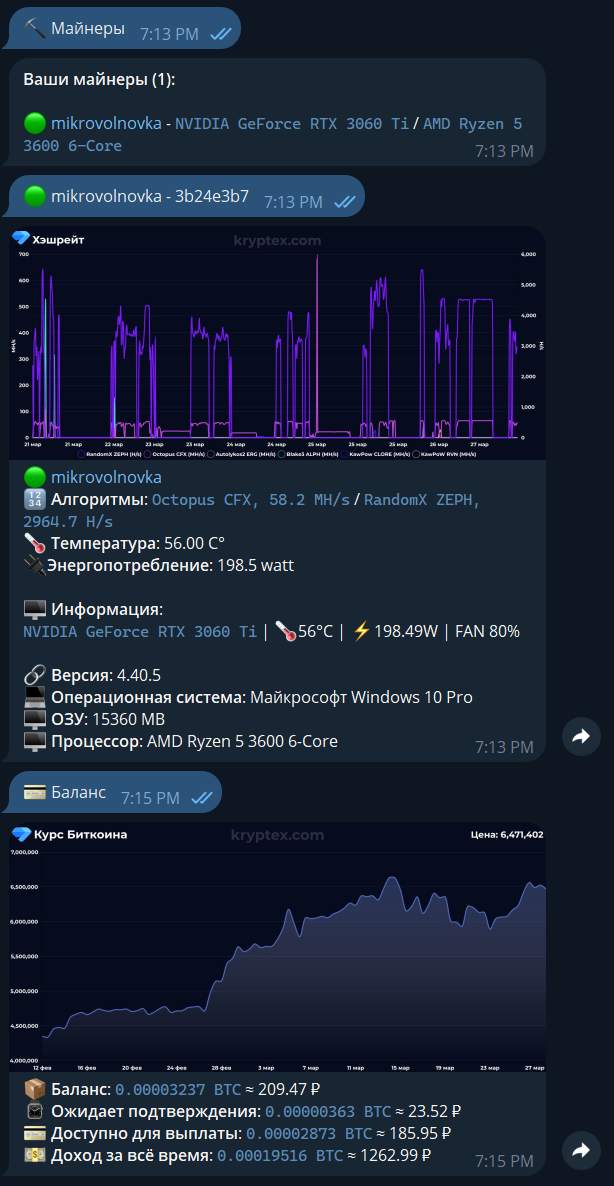 Майнеры 7:13 PM
Ваши майнеры (1):
mikrovolnovka - NVIDIA GeForce RTX 3060 Ti / AMD Ryzen 5
3600 6-Core
7:13 PM
mikrovolnovka - 3b24e3b7 7:13 PM
Хэшрейт kryptex.com
700 6,000
600 5,000
500 4,000
400
MH/s H/s
3,000
300
2,000
200
1,000
100
0 0
21 мар 21 мар 22 мар 23 мар 23 мар 24 мар 24 мар 25 мар 25 мар 26 мар 26 мар 27 мар
RandomX ZEPH (H/s) Octopus CFX (MH/s) Autolykos2 ERG (MH/s) Blake3 ALPH (MH/s) KawPow CLORE (MH/s) KawPoW RVN (MH/s)
mikrovolnovka
1234 Алгоритмы: Octopus CFX, 58.2 MH/s / RandomX ZEPH,
2964.7 H/s
Температура: 56.00 C°
Энергопотребление: 198.5 watt
Информация:
NVIDIA GeForce RTX 3060 Ti | 56°C | 198.49W | FAN 80%
Версия: 4.40.5
Операционная система: Майкрософт Windows 10 Pro
ОЗУ: 15360 MB
Процессор: AMD Ryzen 5 3600 6-Core
7:13 PM
Баланс 7:15 PM
Курс Биткоина kryptex.com Цена: 6,471,402
7,000,000
6,500,000
6,000,000
5,500,000
5,000,000
4,500,000
4,000,000
12 фев 16 фев 20 фев 24 фев 28 фев 3 мар 7 мар 11 мар 15 мар 19 мар 23 мар 27 мар
Баланс: 0.00003237 BTC ≈ 209.47 ₽
Ожидает подтверждения: 0.00000363 BTC ≈ 23.52 ₽
Доступно для выплаты: 0.00002873 BTC ≈ 185.95 ₽
Доход за всё время: 0.00019516 BTC ≈ 1262.99 ₽
7:15 PM